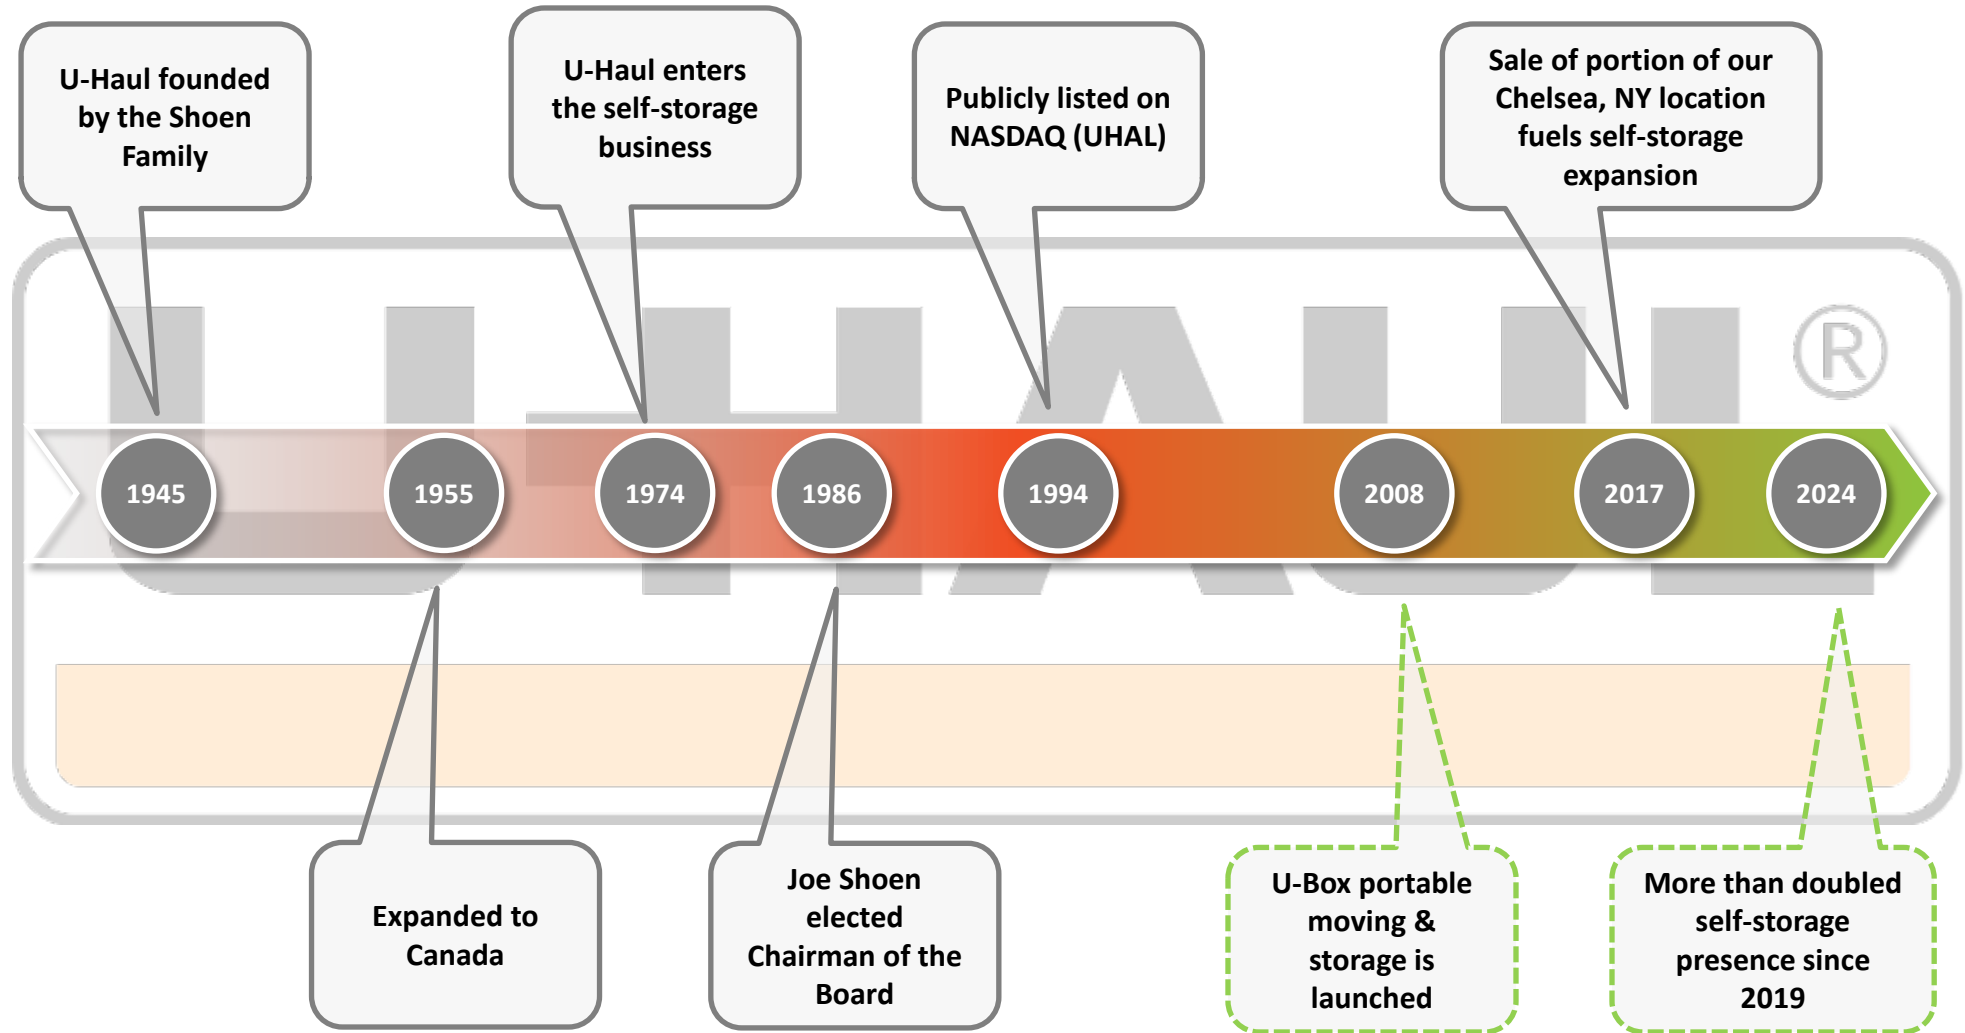 U-Haul founded
by the Shoen
Family
U-Haul enters
the self-storage
business
Publicly listed on
NASDAQ (UHAL)
Sale of portion of our
Chelsea, NY location
fuels self-storage
expansion
U-HAUL®
1945
1955
1974
1986
1994
2008
2017
2024
Expanded to
Canada
Joe Shoen
elected
Chairman of the
Board
U-Box portable
moving &
storage is
launched
More than doubled
self-storage
presence since
2019